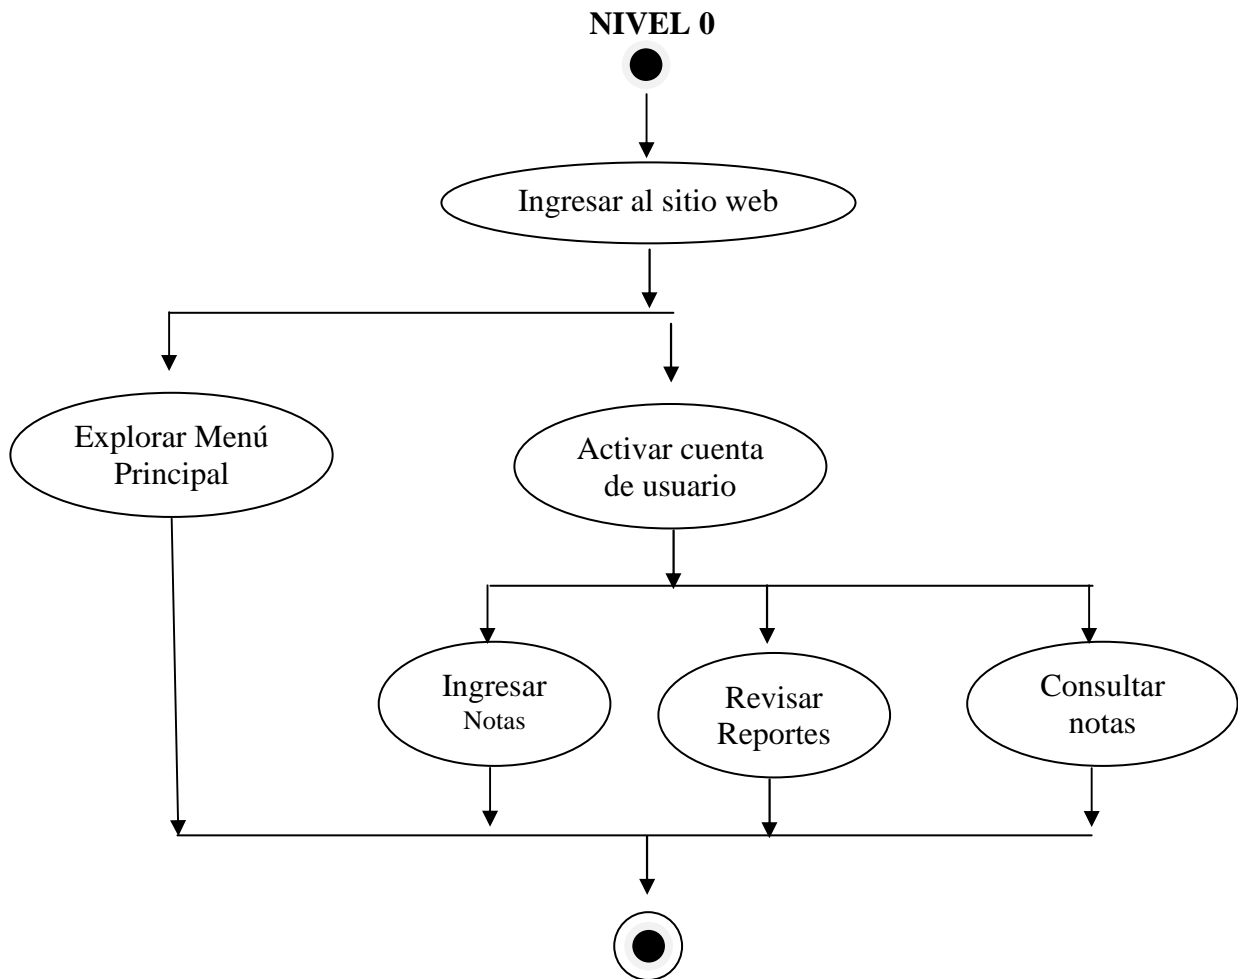 NIVEL 0
Ingresar al sitio web
Explorar Menú
Principal
Activar cuenta
de usuario
Ingresar
Notas
Revisar
Reportes
Consultar
notas